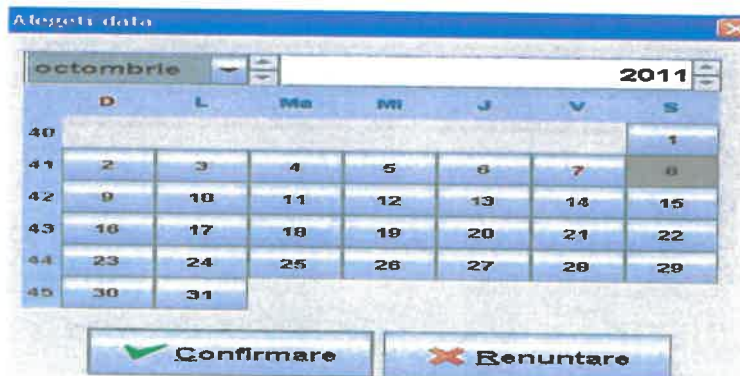 Alegeti data
octombrie 2011
D L Ma Mi J V S
40 1
41 2 3 4 5 6 7 8
42 9 10 11 12 13 14 15
43 16 17 18 19 20 21 22
44 23 24 25 26 27 28 29
45 30 31
Confirmare Renuntare